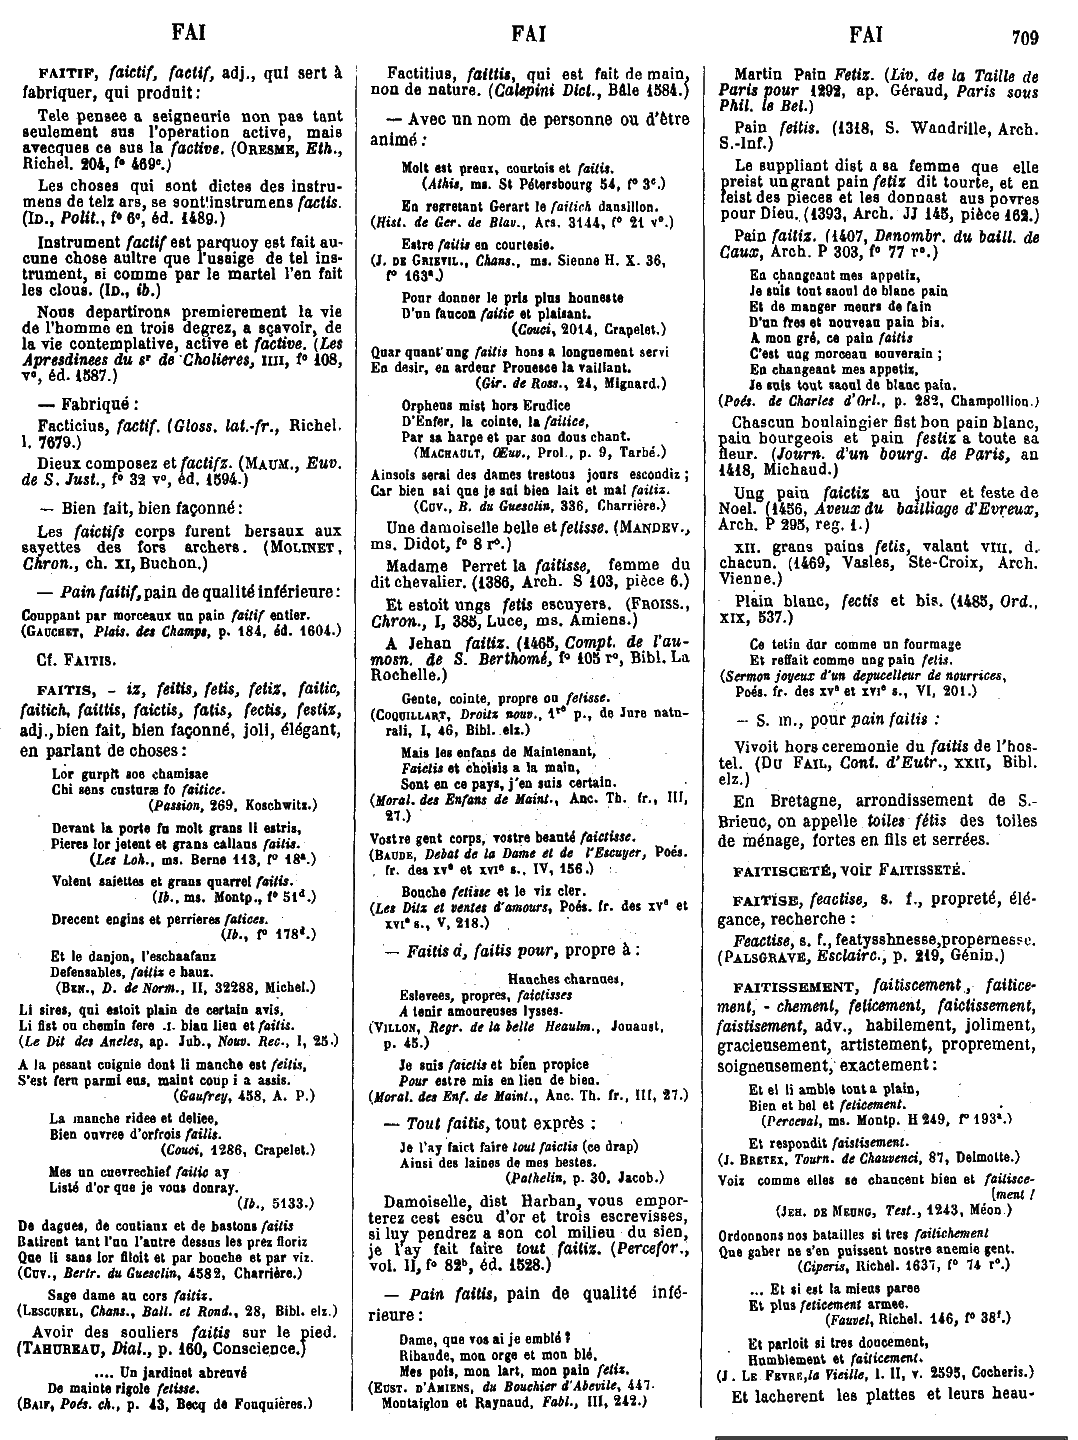 FAI
FAI
FAI
709
FAITIF, faictif, factif, adj., qui sert à
fabriquer, qui produit :
Tele pensee a seigneurie non pas tant
seulement sus l'operation active, mais
avecques ce sus la factive. (ORESME, Eth.,
Richel. 204, f° 469c.)
Les choses qui sont dictes des instru-
mens de telz ars, se sont instrumens factis.
(ID., Polit., f° 6c, éd. 1489.)
Instrument factif est parquoy est fait au-
cune chose aultre que l'usaige de tel ins-
trument, si comme par le martel l'en fait
les clous. (ID., ib.)
Nous departirons premierement la vie
de l'homme en trois degrez, a sçavoir, de
la vie contemplative, active et factive. (Les
Apresdinees du sr de Cholieres, IIII, f° 108,
v°, éd. 1587.)
— Fabriqué :
Facticius, factif. (Gloss. lat.-fr., Richel.
l. 7679.)
Dieux composez et factifz. (MAUM., Euv.
de S. Just., f° 32 v°, éd. 1594.)
— Bien fait, bien façonné :
Les faictifs corps furent bersaux aux
sayettes des fors archers. (MOLINET,
Chron., ch. XI, Buchon.)
— Pain faitif, pain de qualité inférieure :
Couppant par morceaux un pain faitif entier.
(GAUCHET, Plais. des Champs, p. 184, éd. 1604.)
Cf. FAITIS.
FAITIS, - iz, feitis, fetis, fetiz, faitic,
faitich, faittis, faictis, fatis, fectis, festiz,
adj., bien fait, bien façonné, joli, élégant,
en parlant de choses :
Lor gurpit soe chamisae
Chi sens custuræ fo faitice.
(Passion, 269, Koschwitz.)
Devant la porte fu molt grans li estris,
Pieres lor jetent et grans callaus faitis.
(Les Loh., ms. Berne 113, f° 18a.)
Volent saiettes et grans quarrel faitis.
(Ib., ms. Montp., f° 51d.)
Drecent engins et perrieres fatices.
(Ib., f° 178d.)
Et le danjon, l'eschaafauz
Defensables, faitiz e hauz.
(BEN., D. de Norm., II, 32288, Michel.)
Li sires, qui estoit plain de certain avis,
Li fist ou chemin fere .I. biau lieu et faitis.
(Le Dit des Aneles, ap. Jub., Nouv. Rec., I, 25.)
A la pesant cuignie dont li manche est feitis,
S'est feru parmi eus, maint coup i a assis.
(Gaufrey, 458, A. P.)
La manche ridee et deliee,
Bien ouvree d'orfrois faitis.
(Couci, 1286, Crapelet.)
Mes un cuevrechief faitic ay
Listé d'or que je vous donray.
(Ib., 5133.)
De dagues, de coutiaux et de bastons faitis
Batirent tant l'un l'autre dessus les prez floriz
Que li sans lor filoit et par bouche et par viz.
(CUV., Bertr. du Guesclin, 4582, Charrière.)
Sage dame au cors faitiz.
(LESCUREL, Chans., Ball. et Rond., 28, Bibl. elz.)
Avoir des souliers faitis sur le pied.
(TAHUREAU, Dial., p. 160, Conscience.)
.... Un jardinet abreuvé
De mainte rigole fetisse.
(BAIF, Poés. ch., p. 43, Becq de Fouquières.)
Factitius, faittis, qui est fait de main,
non de nature. (Calepini Dict., Bâle 1584.)
— Avec un nom de personne ou d'être
animé :
Molt est preux, courtois et faitis.
(Athis, ms. St Pétersbourg 54, f° 3c.)
En regretant Gerart le faitich dansillon.
(Hist. de Ger. de Blav., Ars. 3144, f° 21 v°.)
Estre faitis en courtesie.
(J. DE GRIEVIL., Chans., ms. Sienne H. X. 36,
f° 163a.)
Pour donner le pris plus honneste
D'un faucon faitic et plaisant.
(Couci, 2014, Crapelet.)
Quar quant ung faitis hons a longuement servi
En desir, en ardeur Prouesce la vaillant.
(Gir. de Ross., 24, Mignard.)
Orpheus mist hors Erudice
D'Enfer, la cointe, la faitice,
Par sa harpe et par son dous chant.
(MACHAULT, Œuv., Prol., p. 9, Tarbé.)
Ainsois serai des dames trestous jours escondiz ;
Car bien sai que je sui bien lait et mal faitiz.
(CUV., B. du Guesclin, 336, Charrière.)
Une damoiselle belle et fetisse. (MANDEV.,
ms. Didot, f° 8 r°.)
Madame Perret la faitisse, femme du
dit chevalier. (1386, Arch. S 103, pièce 6.)
Et estoit ungs fetis escuyers. (FROISS.,
Chron., I, 385, Luce, ms. Amiens.)
A Jehan faitiz. (1465, Compt. de l'au-
mosn. de S. Berthomé, f° 105 r°, Bibl. La
Rochelle.)
Gente, cointe, propre ou fetisse.
(COQUILLART, Droitz nouv., 1re p., de Jure natu-
rali, I, 46, Bibl. elz.)
Mais les enfans de Maintenant,
Faictis et choisis a la main,
Sont en ce pays, j'en suis certain.
(Moral. des Enfans de Maint., Anc. Th. fr., III,
27.)
Vostre gent corps, vostre beauté faictisse.
(BAUDE, Debat de la Dame et de l'Escuyer, Poés.
fr. des xve et xvie s., IV, 156.)
Bouche fetisse et le viz cler.
(Les Ditz et ventes d'amours, Poés. fr. des xve et
xvie s., V, 218.)
— Faitis à, faitis pour, propre à :
Hanches charnues,
Eslevees, propres, faictisses
A tenir amoureuses lysses.
(VILLON, Regr. de la belle Heaulm., Jouaust,
p. 45.)
Je suis faictis et bien propice
Pour estre mis en lieu de bien.
(Moral. des Enf. de Maint., Anc. Th. fr., III, 27.)
— Tout faitis, tout exprès :
Je l'ay faict faire tout faictis (ce drap)
Ainsi des laines de mes bestes.
(Pathelin, p. 30, Jacob.)
Damoiselle, dist Harban, vous empor-
terez cest escu d'or et trois escrevisses,
si luy pendrez a son col milieu du sien,
je l'ay fait faire tout faitiz. (Percefor.,
vol. II, f° 82b, éd. 1528.)
— Pain faitis, pain de qualité infé-
rieure :
Dame, que vos ai je emblé ?
Ribaude, mon orge et mon blé,
Mes pois, mon lart, mon pain fetiz.
(EUST. D'AMIENS, du Bouchier d'Abevile, 447.
Montaiglon et Raynaud, Fabl., III, 242.)
Martin Pain Fetiz. (Liv. de la Taille de
Paris pour 1292, ap. Géraud, Paris sous
Phil. le Bel.)
Pain feitis. (1318, S. Wandrille, Arch.
S.-Inf.)
Le suppliant dist a sa femme que elle
preist un grant pain fetiz dit tourte, et en
feist des pieces et les donnast aus povres
pour Dieu. (1393, Arch. JJ 145, pièce 162.)
Pain faitiz. (1407, Denombr. du baill. de
Caux, Arch. P 303, f° 77 r°.)
En changeant mes appetis,
Je suis tout saoul de blanc pain
Et de manger meurs de fain
D'un fres et nouveau pain bis.
A mon gré, ce pain faitis
C'est ung morceau souverain ;
En changeant mes appetis,
Je suis tout saoul de blanc pain.
(Poés. de Charles d'Orl., p. 282, Champollion.)
Chascun boulaingier fist bon pain blanc,
pain bourgeois et pain festiz a toute sa
fleur. (Journ. d'un bourg. de Paris, an
1418, Michaud.)
Ung pain faictiz au jour et feste de
Noel. (1456, Aveux du bailliage d'Evreux,
Arch. P 295, reg. 1.)
XII. grans pains fetis, valant VIII. d.
chacun. (1469, Vasles, Ste-Croix, Arch.
Vienne.)
Plain blanc, fectis et bis. (1485, Ord.,
XIX, 537.)
Ce tetin dur comme un fourmage
Et reffait comme ung pain fetis.
(Sermon joyeux d'un depucelleur de nourrices,
Poés. fr. des xve et xvie s., VI, 201.)
— S. m., pour pain faitis :
Vivoit hors ceremonie du faitis de l'hos-
tel. (DU FAIL, Cont. d'Eutr., XXII, Bibl.
elz.)
En Bretagne, arrondissement de S.-
Brieuc, on appelle toiles fétis des toiles
de ménage, fortes en fils et serrées.
FAITISCETÉ, voir FAITISSETÉ.
FAITISE, feactise, s. f., propreté, élé-
gance, recherche :
Feactise, s. f., featysshnesse, propernesse.
(PALSGRAVE, Esclairc., p. 219, Génin.)
FAITISSEMENT, faitiscement, faitice-
ment, - chement, feticement, faictissement,
faistisement, adv., habilement, joliment,
gracieusement, artistement, proprement,
soigneusement, exactement :
Et el li amble tout a plain,
Bien et bel et feticement.
(Perceval, ms. Montp. H 249, f° 193a.)
Et respondit faistisement.
(J. BRETEX, Tourn. de Chauvenci, 87, Delmotte.)
Voiz comme elles se chaucent bien et faitisce-
[ment !
(JEH. DE MEUNG, Test., 1243, Méon.)
Ordonnons nos batailles si tres faitichement
Que gaber ne s'en puissent nostre anemie gent.
(Ciperis, Richel. 1637, f° 74 r°.)
... Et si est la mieus paree
Et plus feticement armee.
(Fauvel, Richel. 146, f° 38f.)
Et parloit si tres doucement,
Humblement et faiticement.
(J. LE FEVRE, la Vieille, l. II, v. 2595, Cocheris.)
Et lacherent les plattes et leurs heau-